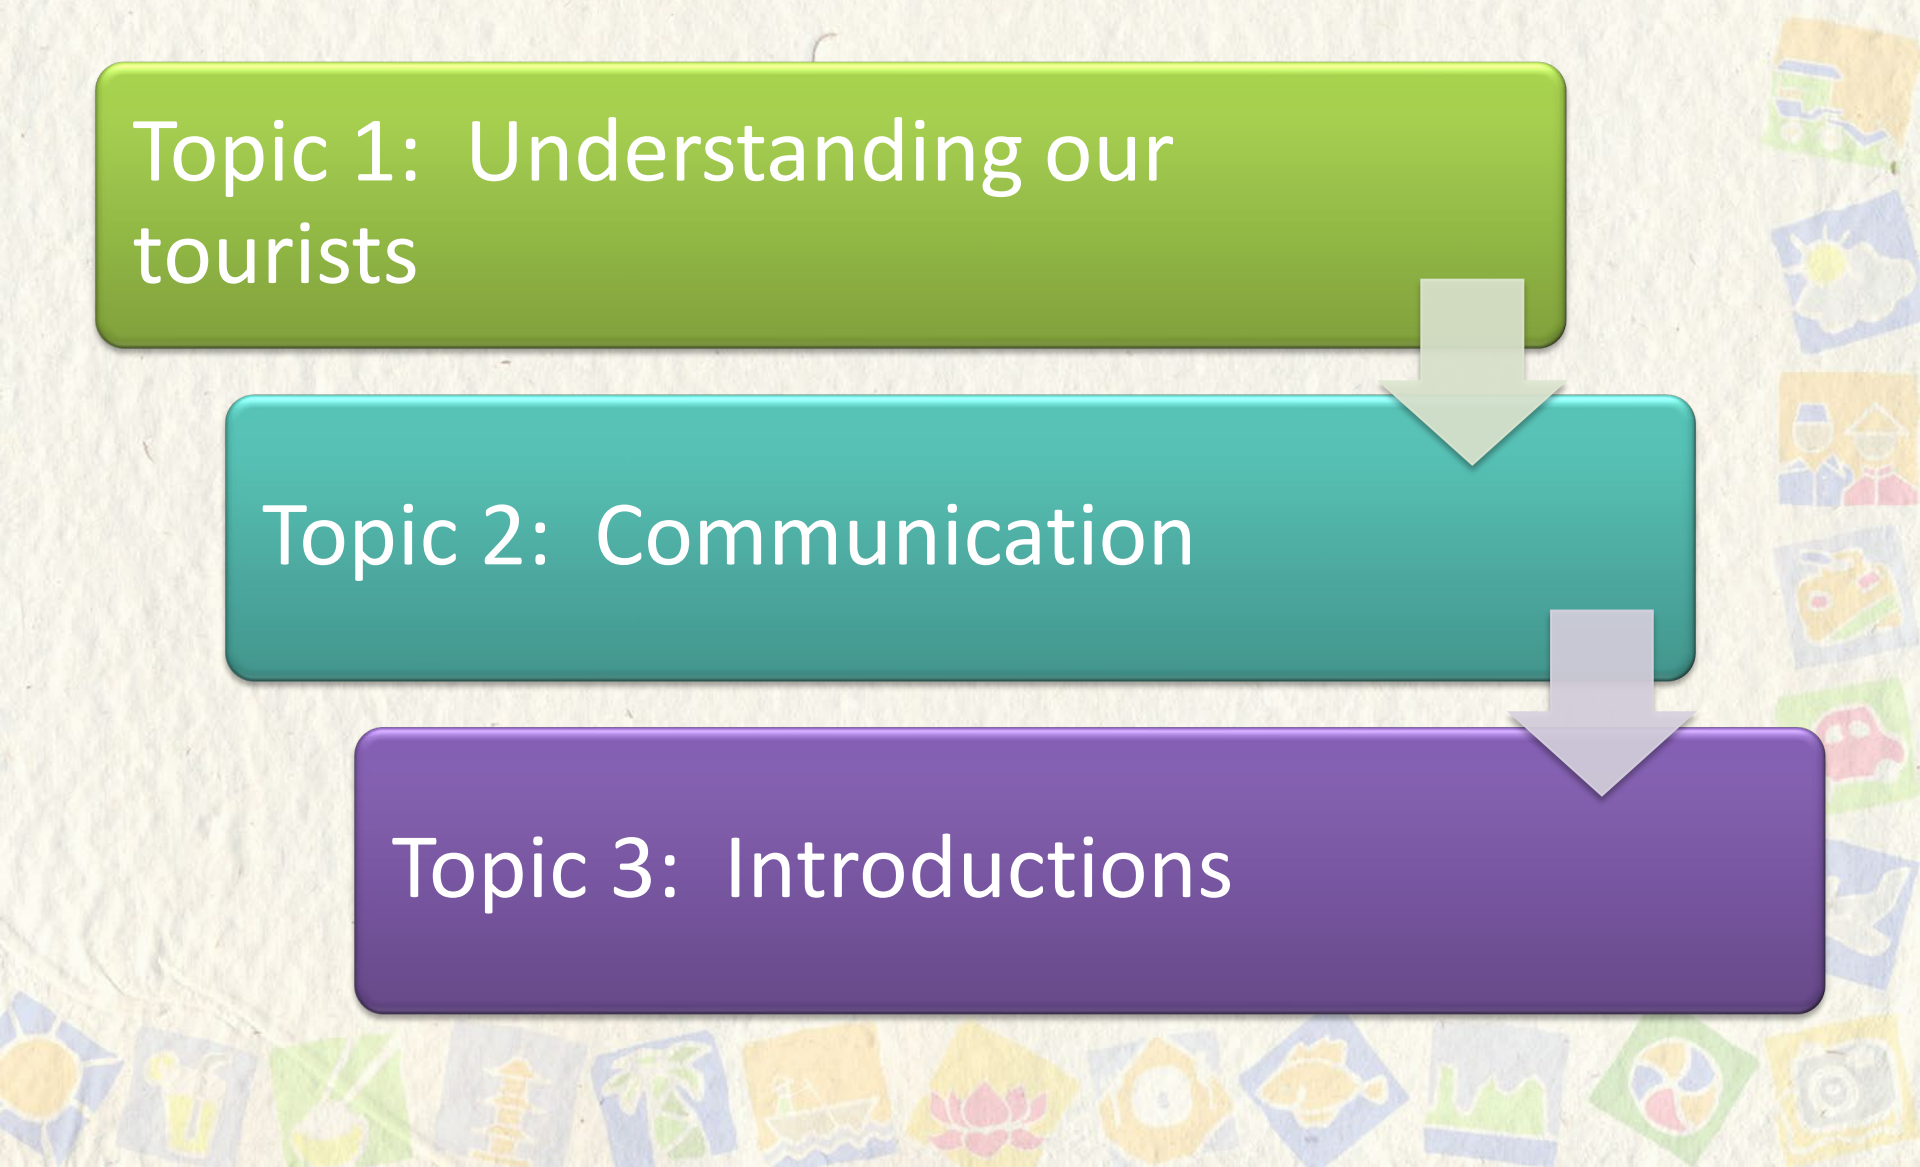 Topic 1:  Understanding our
tourists
Topic 2:  Communication
Topic 3:  Introductions